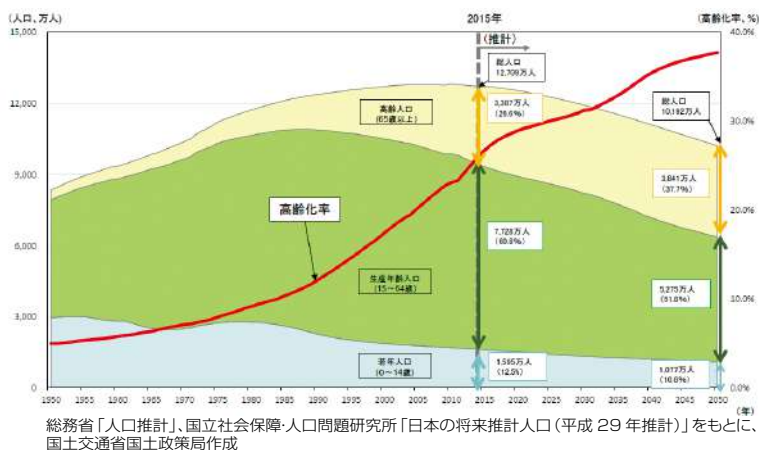 （人口、万人）
2015年
（高齢化率、%）
15,000
40.0%
（推計）
総人口
12,709万人
12,000
高齢人口
（65歳以上）
3,387万人
（26.6%）
総人口
10,192万人
30.0%
9,000
3,841万人
（37.7%）
高齢化率
20.0%
7,728万人
（60.8%）
6,000
生産年齢人口
（15～64歳）
5,275万人
（51.8%）
10.0%
3,000
若年人口
（0～14歳）
1,595万人
（12.5%）
1,077万人
（10.6%）
0
0.0%
1950 1955 1960 1965 1970 1975 1980 1985 1990 1995 2000 2005 2010 2015 2020 2025 2030 2035 2040 2045 2050
（年）
総務省「人口推計」、国立社会保障・人口問題研究所「日本の将来推計人口（平成 29 年推計）」をもとに、
国土交通省国土政策局作成